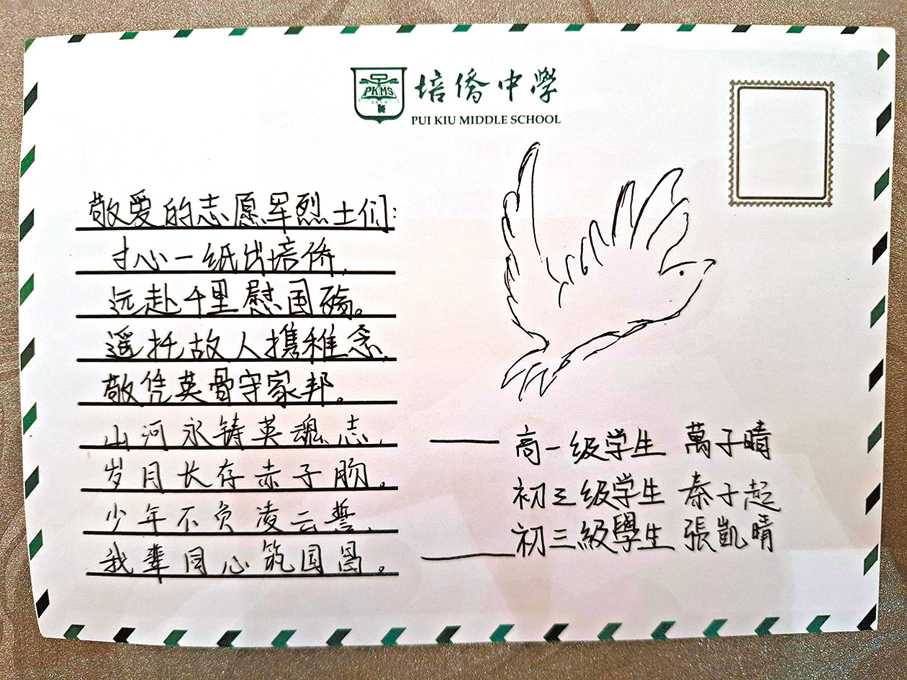 PKMS
培僑中學
PUI KIU MIDDLE SCHOOL
敬爱的志愿军烈士们:
寸心一纸出培侨,
远赴千里慰国殇。
遥托故人携稚念,
敬凭英骨守家邦。
山河永铸英魂志,
岁月长存赤子胸。
少年不负凌云誓,
我辈同心筑国昌。
—— 高一级学生 萬子晴
初三级学生 秦子起
—— 初三級學生 張凱晴